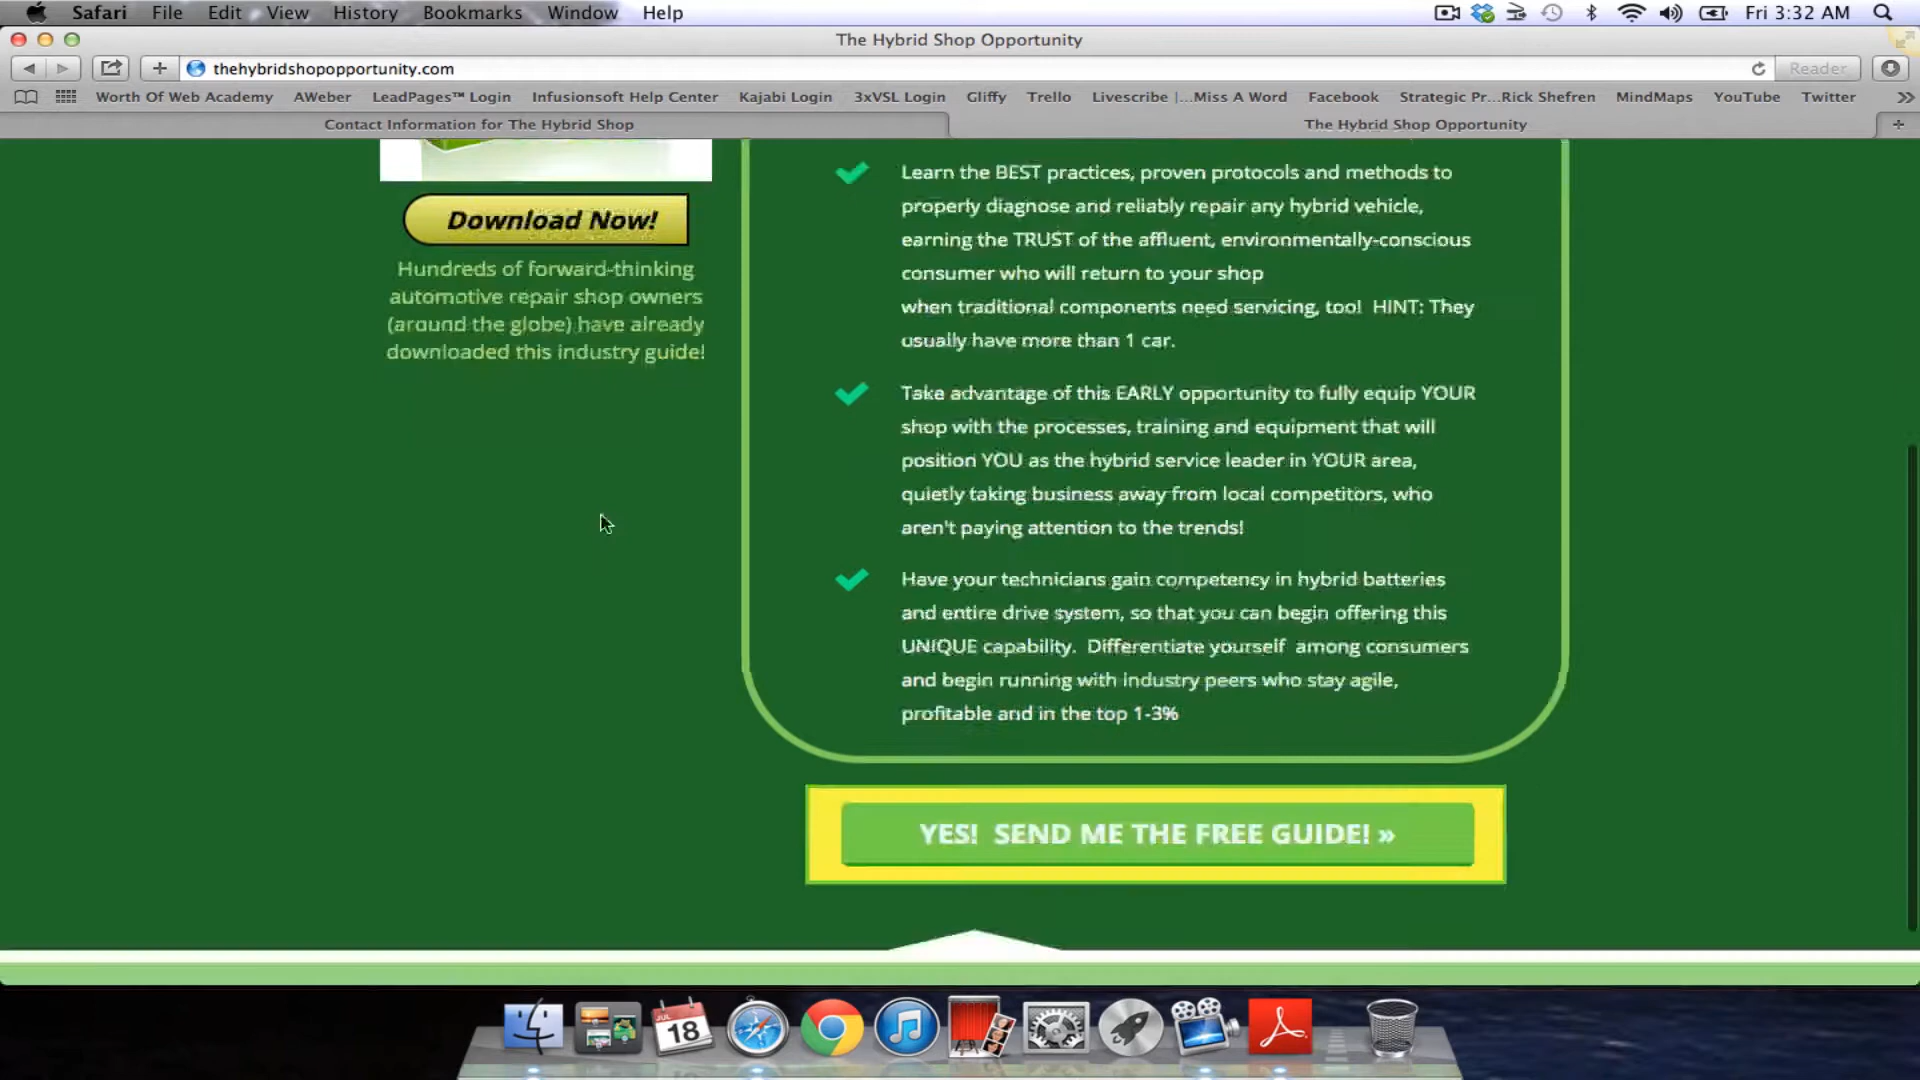 Safari File Edit View History Bookmarks Window Help Fri 3:32 AM
The Hybrid Shop Opportunity
thehybridshopopportunity.com Reader
Worth Of Web Academy AWeber LeadPages™ Login Infusionsoft Help Center Kajabi Login 3xVSL Login Gliffy Trello Livescribe |...Miss A Word Facebook Strategic Pr...Rick Shefren MindMaps YouTube Twitter
Contact Information for The Hybrid Shop The Hybrid Shop Opportunity
Download Now!
Hundreds of forward-thinking
automotive repair shop owners
(around the globe) have already
downloaded this industry guide!
Learn the BEST practices, proven protocols and methods to
properly diagnose and reliably repair any hybrid vehicle,
earning the TRUST of the affluent, environmentally-conscious
consumer who will return to your shop
when traditional components need servicing, too! HINT: They
usually have more than 1 car.
Take advantage of this EARLY opportunity to fully equip YOUR
shop with the processes, training and equipment that will
position YOU as the hybrid service leader in YOUR area,
quietly taking business away from local competitors, who
aren't paying attention to the trends!
Have your technicians gain competency in hybrid batteries
and entire drive system, so that you can begin offering this
UNIQUE capability. Differentiate yourself among consumers
and begin running with industry peers who stay agile,
profitable and in the top 1-3%
YES! SEND ME THE FREE GUIDE! »
JUL
18